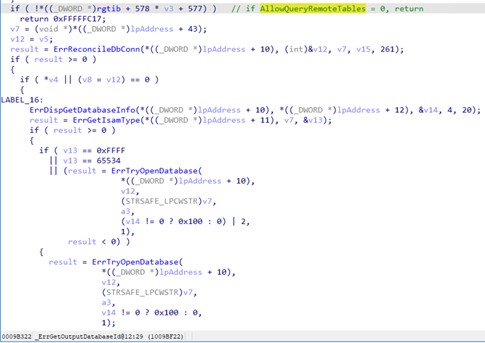 if ( !*((_DWORD *)rgtib + 578 * v3 + 577) ) // if AllowQueryRemoteTables = 0, return
return 0xFFFFFC17;
v7 = (void *)*((_DWORD *)lpAddress + 43);
v12 = v5;
result = ErrReconcileDbConn(*((_DWORD *)lpAddress + 10), (int)&v12, v7, v15, 261);
if ( result >= 0 )
{
if ( *v4 || (v8 = v12) == 0 )
{
LABEL_16:
ErrDispGetDatabaseInfo(*((_DWORD *)lpAddress + 10), *((_DWORD *)lpAddress + 12), &v14, 4, 20);
result = ErrGetIsamType(*((_DWORD *)lpAddress + 11), v7, &v13);
if ( result >= 0 )
{
if ( v13 == 0xFFFF
|| v13 == 65534
|| (result = ErrTryOpenDatabase(
*((_DWORD *)lpAddress + 10),
v12,
(STRSAFE_LPCWSTR)v7,
a3,
(v14 != 0 ? 0x100 : 0) | 2,
1),
result < 0) )
{
result = ErrTryOpenDatabase(
*((_DWORD *)lpAddress + 10),
v12,
(STRSAFE_LPCWSTR)v7,
a3,
v14 != 0 ? 0x100 : 0,
1);
0009B322 _ErrGetOutputDatabaseId@12:29 (1009BF22)